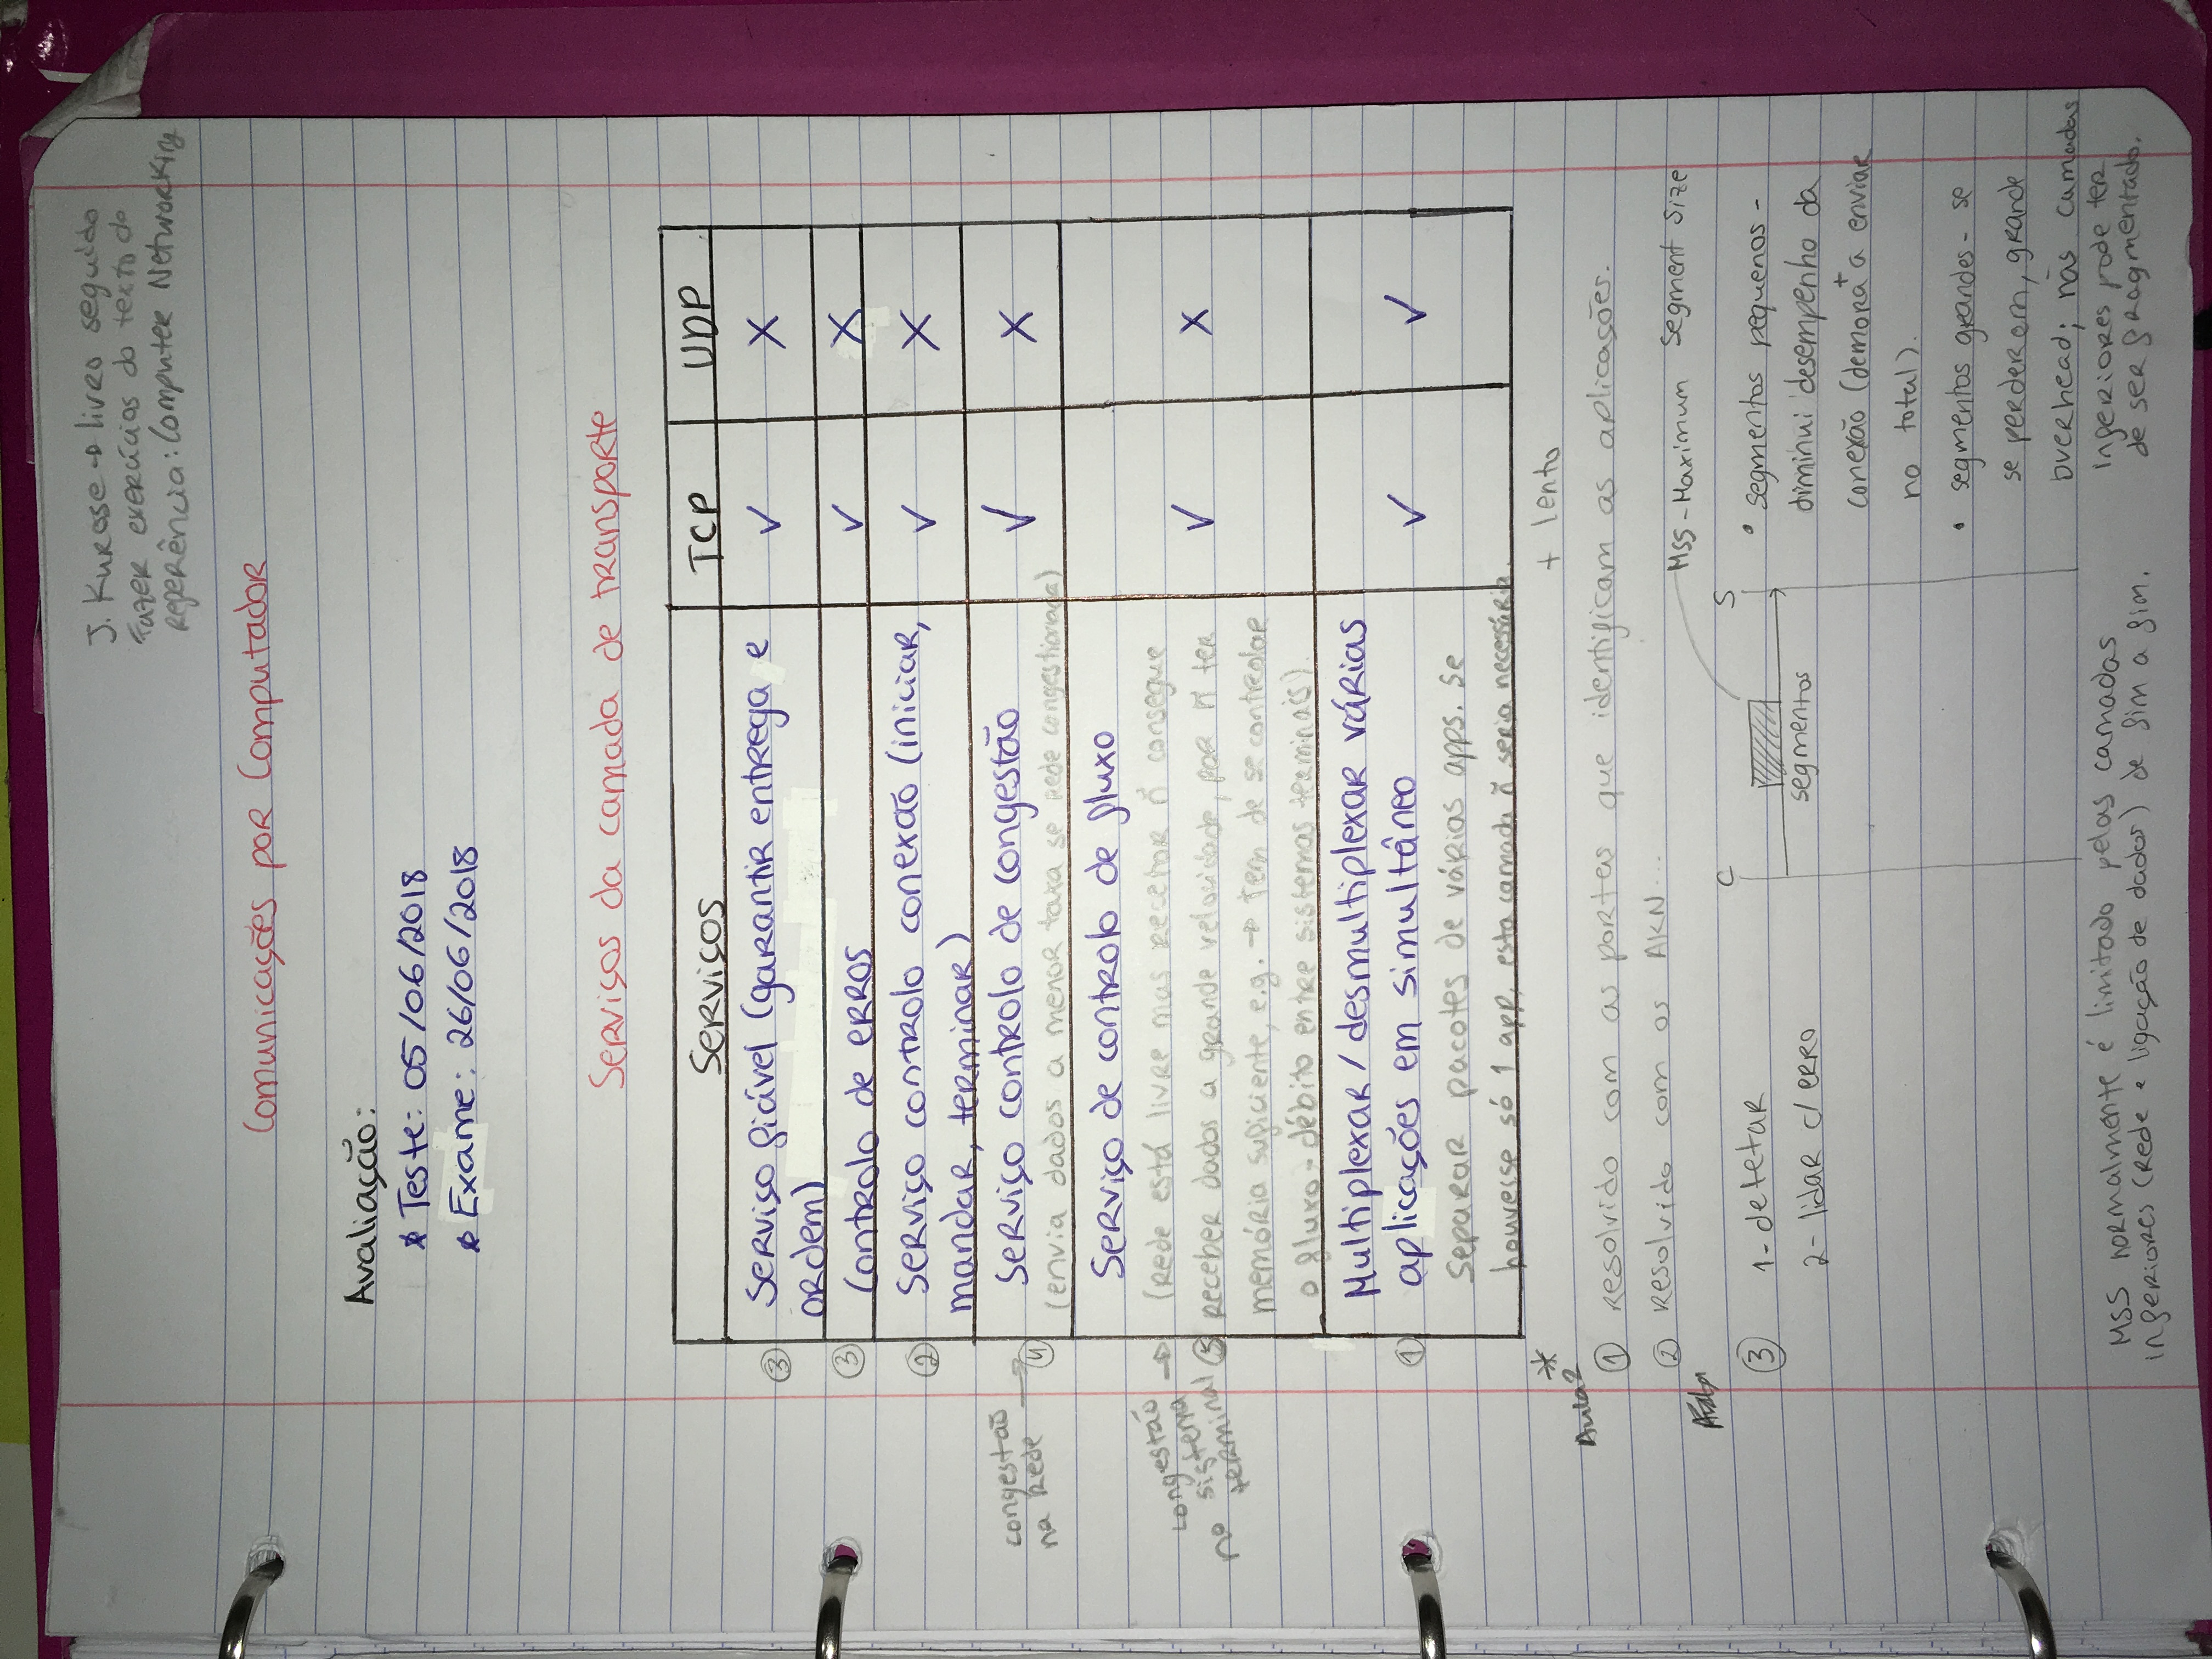 J. Kurose → livro seguido
Fazer exercícios do texto de
referência: Computer Networking
Comunicações por Computador
Avaliação:
* Teste: 05/06/2018
* Exame: 26/06/2018
Serviços da camada de transporte
Serviços TCP UDP
③ Serviso fiável (garantir entrega e ✓ X
ordem)
③ Controlo de erros ✓ X
② Serviço controlo conexão (iniciar, ✓ X
mandar, terminar)
congestão
na rede →
④ Serviço controlo de congestão ✓ X
(envia dados a menor taxa se rede congestionada)
Serviço de controlo de fluxo
Congestão →
no sistema
terminal
(Rede está livre mas recetor ñ consegue
⑤ receber dados a grande velocidade, por ñ ter ✓ X
memória suficiente, e.g. → tem de se controlar
o fluxo - débito entre sistemas terminais).
Multiplexar / desmultiplexar várias
① aplicações em simultâneo ✓ ✓
Separar pacotes de várias apps. Se
houvesse só 1 app, esta camada ñ seria necessária.
*
+ lento
Aula 2
① Resolvido com as portas que identificam as aplicações.
② Resolvido com os AKN...
MSS - Maximum Segment Size
C S
③ 1- detetar
2- lidar c/ erro
segmentos
• segmentos pequenos -
diminui desempenho da
conexão (demora + a enviar
no total).
• segmentos grandes - se
se perderem, grande
overhead; nas camadas
inferiores pode ter
de ser fragmentado.
MSS normalmente é limitado pelas camadas
inferiores (rede e ligação de dados) de fim a fim.